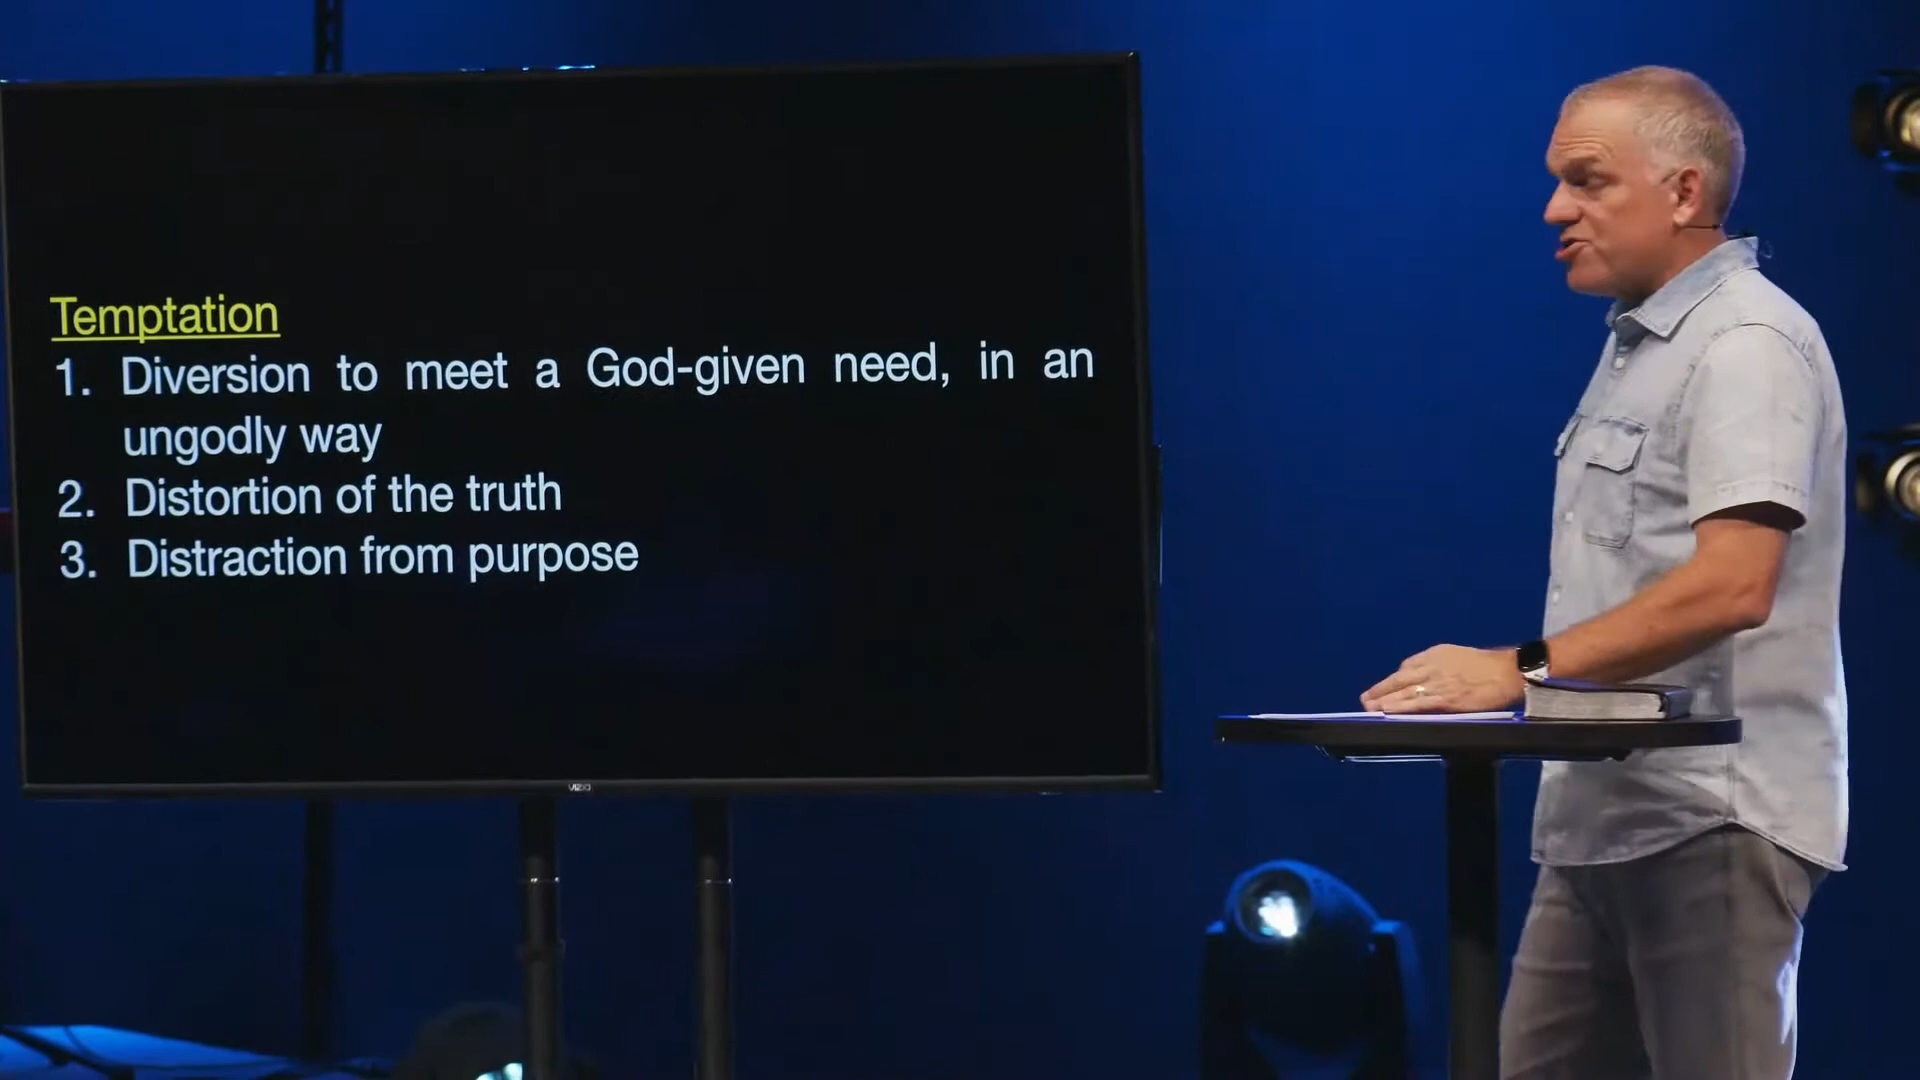 Temptation
1. Diversion to meet a God-given need, in an
ungodly way
2. Distortion of the truth
3. Distraction from purpose
VIZIO